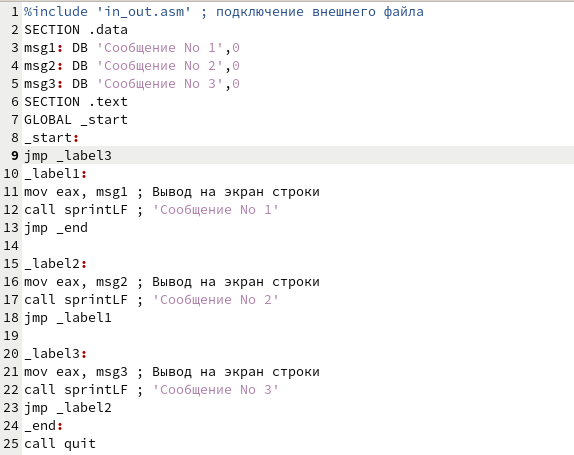 1 %include 'in_out.asm' ; подключение внешнего файла
2 SECTION .data
3 msg1: DB 'Сообщение No 1',0
4 msg2: DB 'Сообщение No 2',0
5 msg3: DB 'Сообщение No 3',0
6 SECTION .text
7 GLOBAL _start
8 _start:
9 jmp _label3
10 _label1:
11 mov eax, msg1 ; Вывод на экран строки
12 call sprintLF ; 'Сообщение No 1'
13 jmp _end
14
15 _label2:
16 mov eax, msg2 ; Вывод на экран строки
17 call sprintLF ; 'Сообщение No 2'
18 jmp _label1
19
20 _label3:
21 mov eax, msg3 ; Вывод на экран строки
22 call sprintLF ; 'Сообщение No 3'
23 jmp _label2
24 _end:
25 call quit